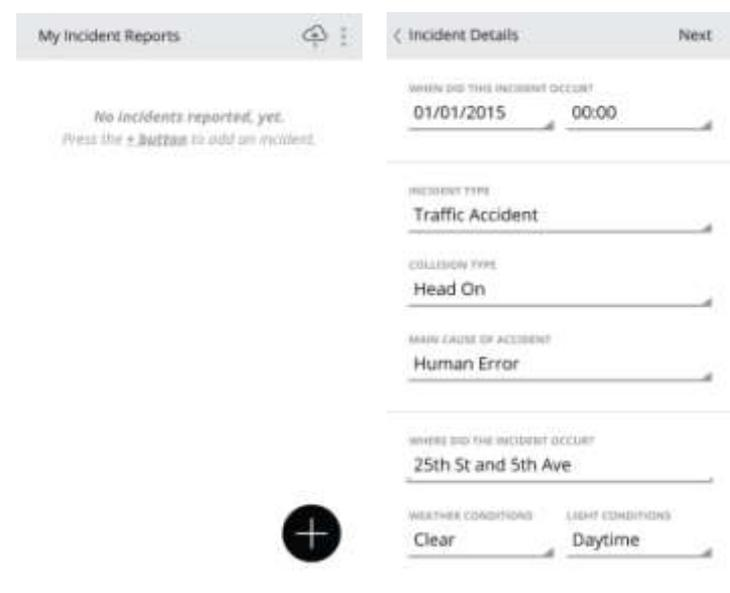 My Incident Reports
No incidents reported, yet.
Press the + button to add an incident.
Incident Details
Next
WHEN DID THIS INCIDENT OCCUR?
01/01/2015
00:00
INCIDENT TYPE
Traffic Accident
COLLISION TYPE
Head On
MAIN CAUSE OF ACCIDENT
Human Error
WHERE DID THE INCIDENT OCCUR?
25th St and 5th Ave
WEATHER CONDITIONS
LIGHT CONDITIONS
Clear
Daytime